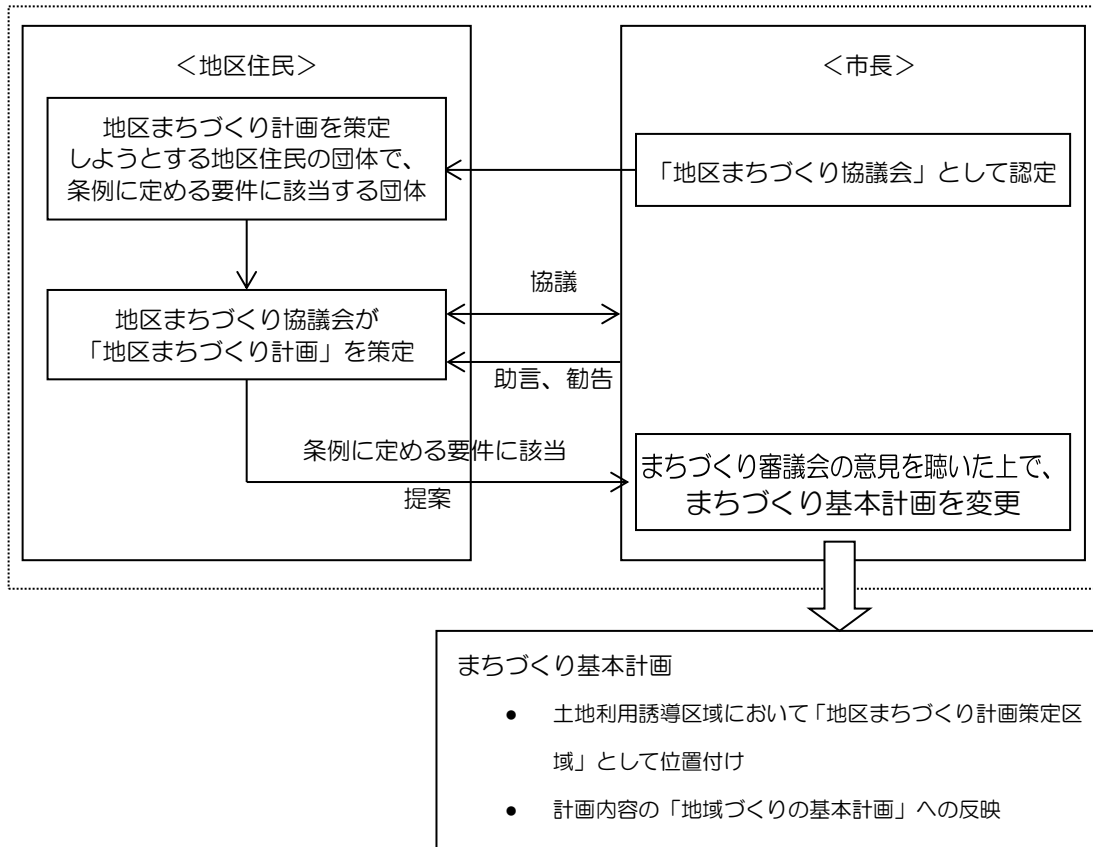 ＜地区住民＞
＜市長＞
地区まちづくり計画を策定
しようとする地区住民の団体で、
条例に定める要件に該当する団体
「地区まちづくり協議会」として認定
協議
地区まちづくり協議会が
「地区まちづくり計画」を策定
助言、勧告
条例に定める要件に該当
提案
まちづくり審議会の意見を聴いた上で、
まちづくり基本計画を変更
まちづくり基本計画
● 土地利用誘導区域において「地区まちづくり計画策定区
域」として位置付け
● 計画内容の「地域づくりの基本計画」への反映